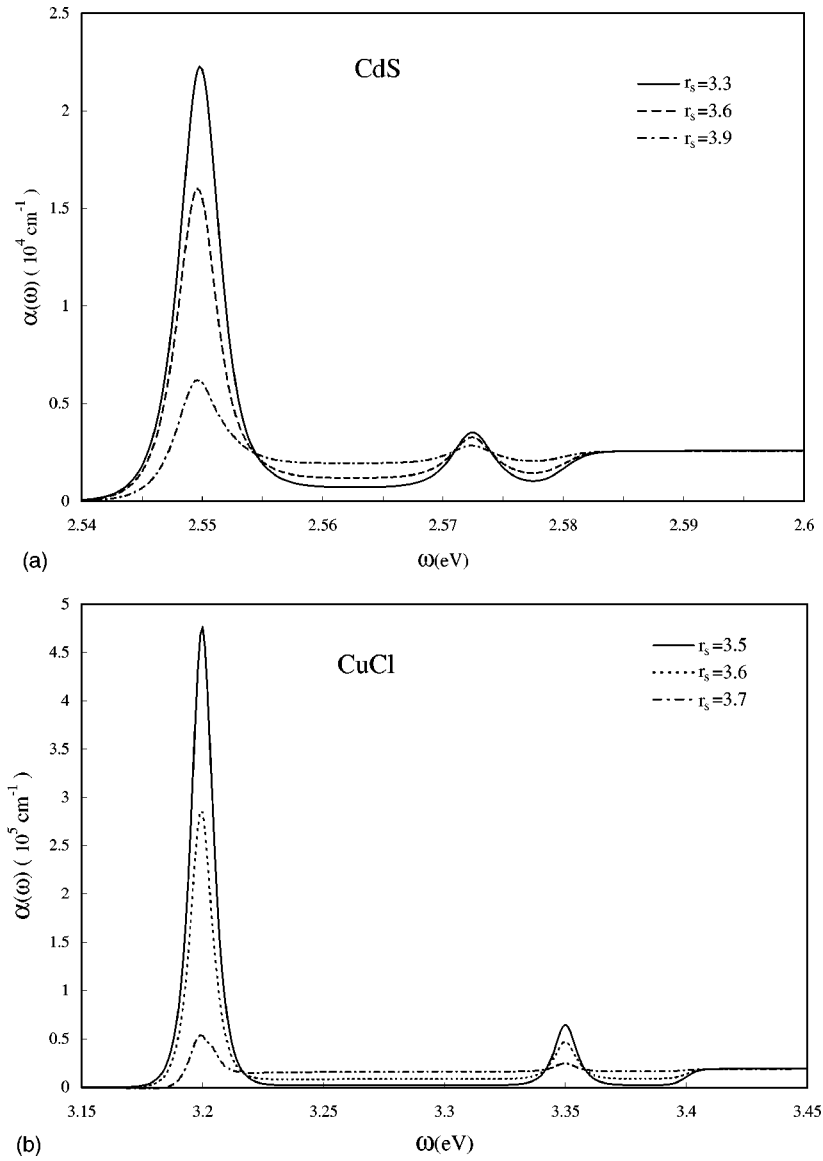 2.5
CdS
r_s=3.3
r_s=3.6
r_s=3.9
2
1.5
1
0.5
0
α(ω) ( 10^4 cm^-1)
2.54 2.55 2.56 2.57 2.58 2.59 2.6
(a)
ω(eV)
5
CuCl
r_s=3.5
r_s=3.6
r_s=3.7
4.5
4
3.5
3
2.5
2
1.5
1
0.5
0
α(ω) ( 10^5 cm^-1)
3.15 3.2 3.25 3.3 3.35 3.4 3.45
(b)
ω(eV)